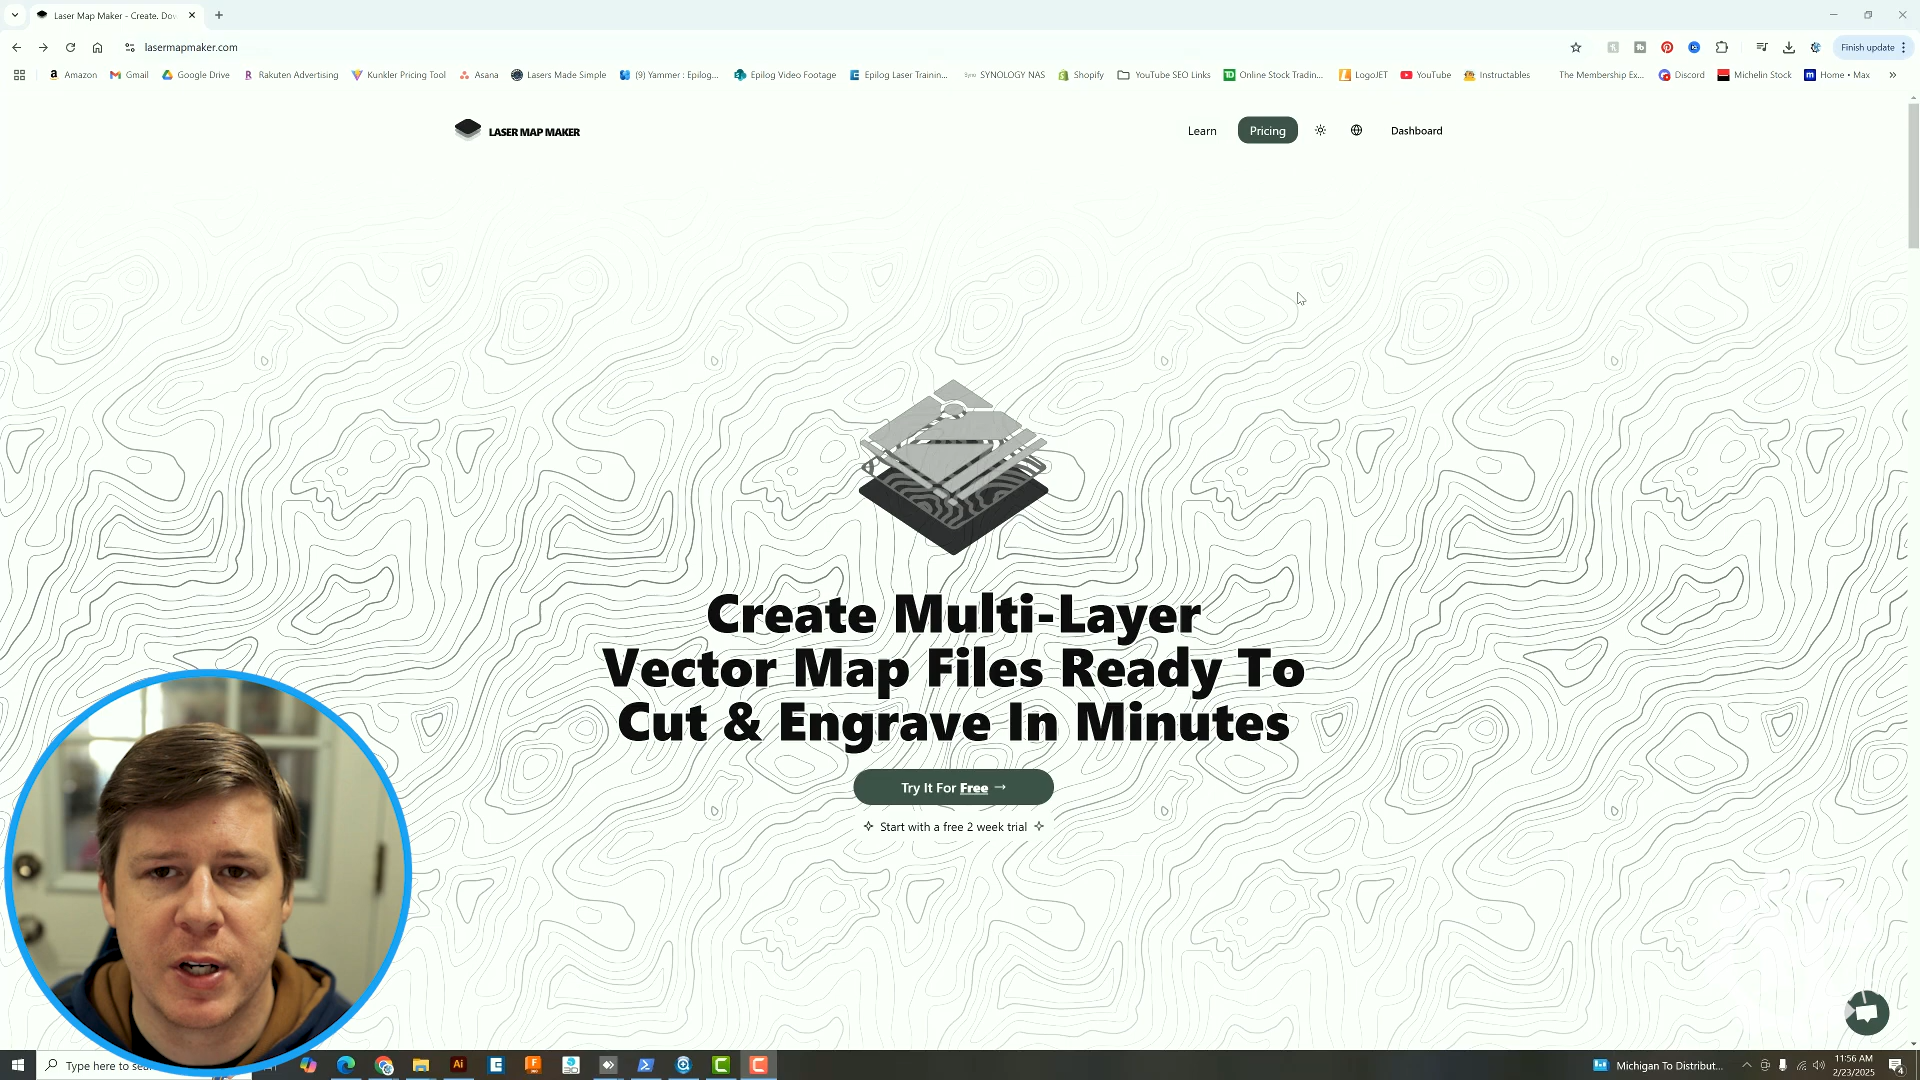 Laser Map Maker - Create, Do
lasermapmaker.com
Finish update
Amazon
Gmail
Google Drive
Rakuten Advertising
Kunkler Pricing Tool
Asana
Lasers Made Simple
(9) Yammer : Epilog...
Epilog Video Footage
Epilog Laser Trainin...
SYNOLOGY NAS
Shopify
YouTube SEO Links
Online Stock Tradin...
LogoJET
YouTube
Instructables
The Membership Ex...
Discord
Michelin Stock
Home • Max
LASER MAP MAKER
Learn
Pricing
Dashboard
Create Multi-Layer
Vector Map Files Ready To
Cut & Engrave In Minutes
Try It For Free →
Start with a free 2 week trial
Type here to sea
Michigan To Distribut...
11:56 AM
2/23/2025